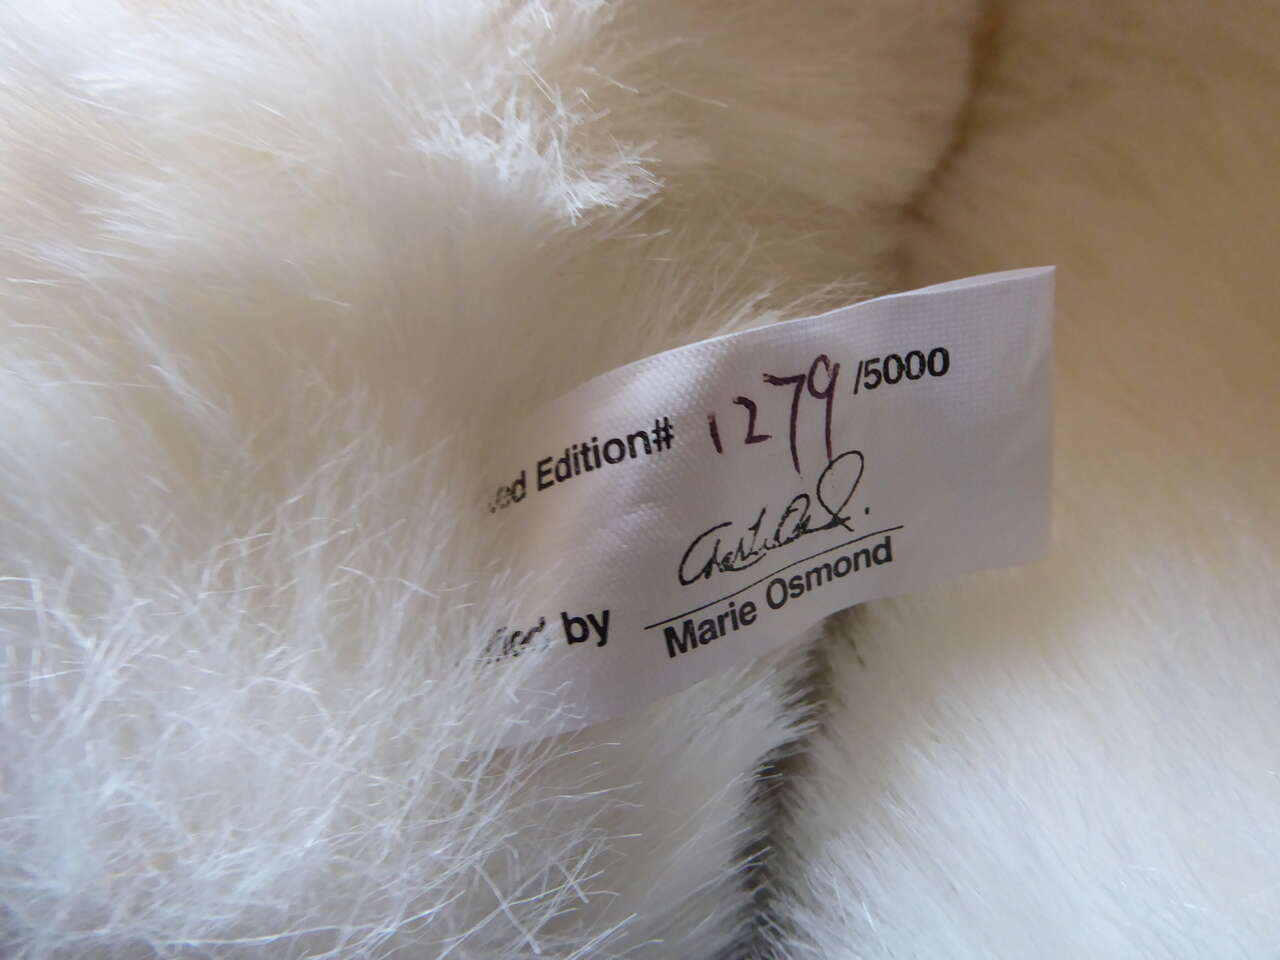 Edition# 1279 /5000
by
Marie Osmond